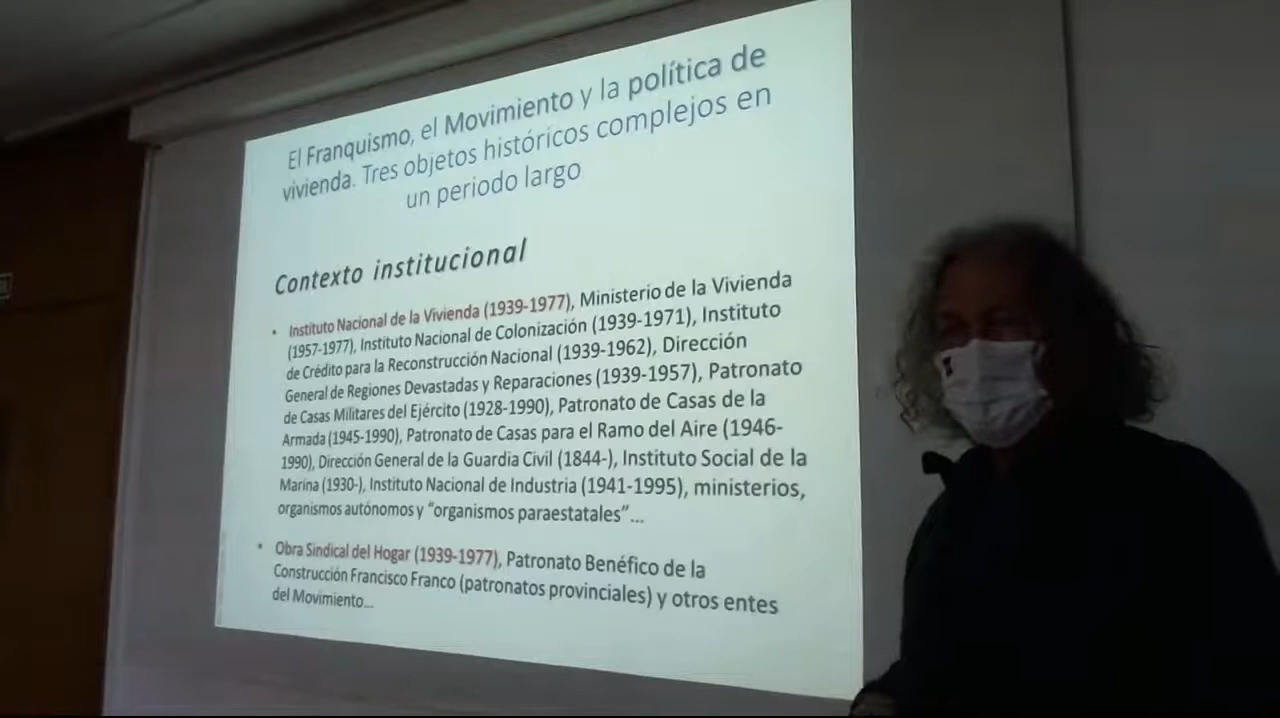 El Franquismo, el Movimiento y la política de
vivienda. Tres objetos históricos complejos en
un periodo largo
Contexto institucional
• Instituto Nacional de la Vivienda (1939-1977), Ministerio de la Vivienda
(1957-1977), Instituto Nacional de Colonización (1939-1971), Instituto
de Crédito para la Reconstrucción Nacional (1939-1962), Dirección
General de Regiones Devastadas y Reparaciones (1939-1957), Patronato
de Casas Militares del Ejército (1928-1990), Patronato de Casas de la
Armada (1945-1990), Patronato de Casas para el Ramo del Aire (1946-
1990), Dirección General de la Guardia Civil (1844-), Instituto Social de la
Marina (1930-), Instituto Nacional de Industria (1941-1995), ministerios,
organismos autónomos y “organismos paraestatales”...
• Obra Sindical del Hogar (1939-1977), Patronato Benéfico de la
Construcción Francisco Franco (patronatos provinciales) y otros entes
del Movimiento...